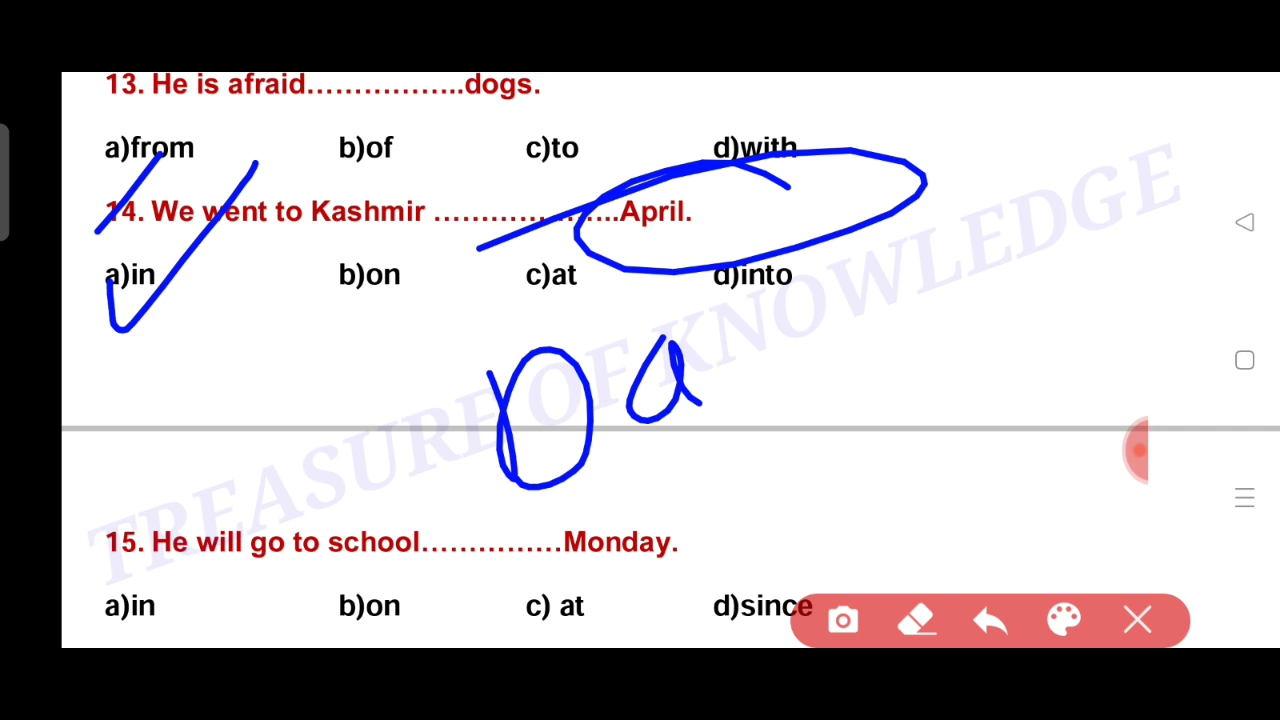 13. He is afraid……………..dogs.
a)from b)of c)to d)with
14. We went to Kashmir …………………..April.
a)in b)on c)at d)into
TREASURE OF KNOWLEDGE
15. He will go to school……………Monday.
a)in b)on c) at d)since